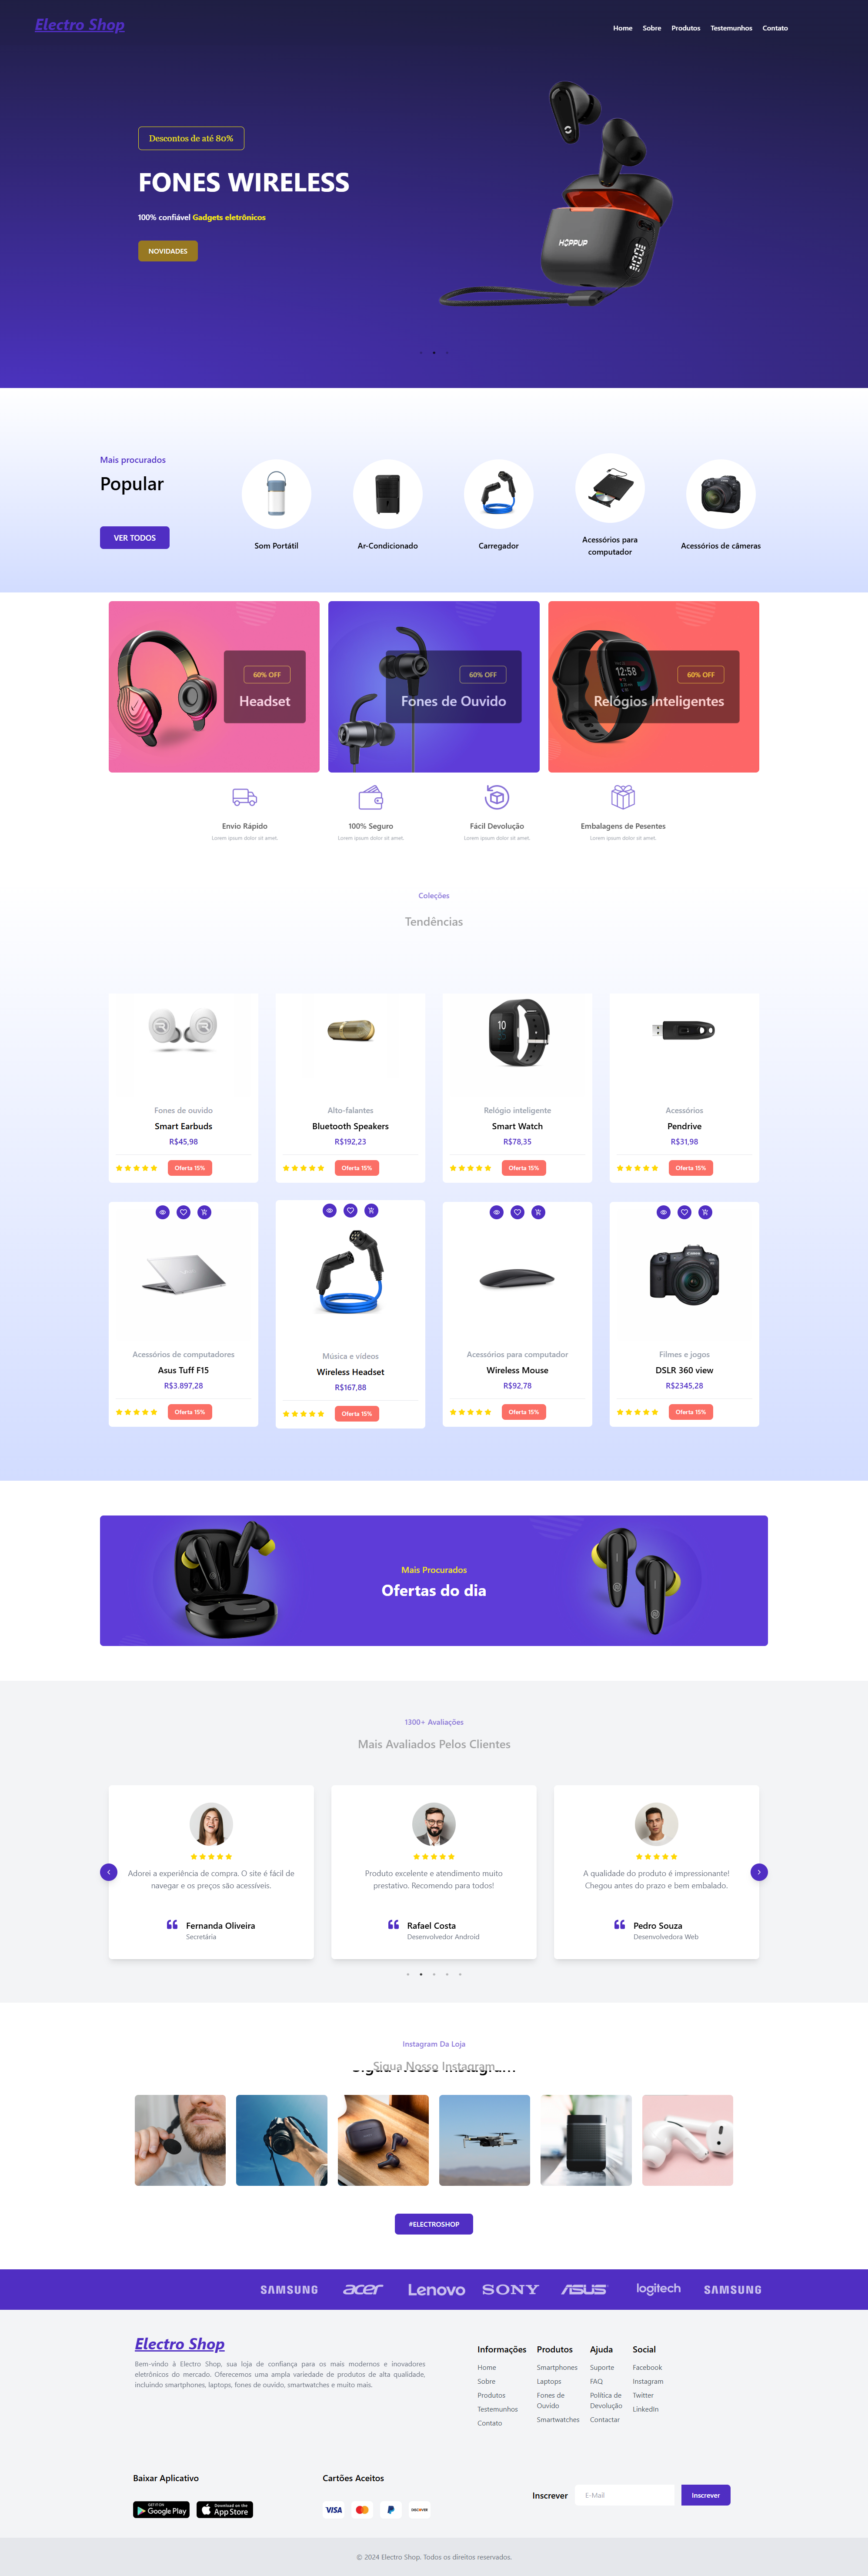 Electro Shop
Home Sobre Produtos Testemunhos Contato
Descontos de até 80%
FONES WIRELESS
100% confiável Gadgets eletrônicos
NOVIDADES
HOPPUP
Mais procurados
Popular
VER TODOS
Som Portátil
Ar-Condicionado
Carregador
Acessórios para
computador
Acessórios de câmeras
60% OFF
Headset
60% OFF
Fones de Ouvido
12:58
60% OFF
Relógios Inteligentes
Envio Rápido
Lorem ipsum dolor sit amet.
100% Seguro
Lorem ipsum dolor sit amet.
Fácil Devolução
Lorem ipsum dolor sit amet.
Embalagens de Pesentes
Lorem ipsum dolor sit amet.
Coleções
Tendências
Fones de ouvido
Smart Earbuds
R$45,98
Oferta 15%
Alto-falantes
Bluetooth Speakers
R$192,23
Oferta 15%
10
Relógio inteligente
Smart Watch
R$78,35
Oferta 15%
Acessórios
Pendrive
R$31,98
Oferta 15%
Acessórios de computadores
Asus Tuff F15
R$3.897,28
Oferta 15%
Música e vídeos
Wireless Headset
R$167,88
Oferta 15%
Acessórios para computador
Wireless Mouse
R$92,78
Oferta 15%
Filmes e jogos
DSLR 360 view
R$2345,28
Oferta 15%
Mais Procurados
Ofertas do dia
1300+ Avaliações
Mais Avaliados Pelos Clientes
Adorei a experiência de compra. O site é fácil de
navegar e os preços são acessíveis.
Fernanda Oliveira
Secretária
Produto excelente e atendimento muito
prestativo. Recomendo para todos!
Rafael Costa
Desenvolvedor Android
A qualidade do produto é impressionante!
Chegou antes do prazo e bem embalado.
Pedro Souza
Desenvolvedora Web
Instagram Da Loja
Sigua Nosso Instagram
#ELECTROSHOP
SAMSUNG acer Lenovo SONY ASUS logitech SAMSUNG
Electro Shop
Bem-vindo à Electro Shop, sua loja de confiança para os mais modernos e inovadores
eletrônicos do mercado. Oferecemos uma ampla variedade de produtos de alta qualidade,
incluindo smartphones, laptops, fones de ouvido, smartwatches e muito mais.
Informações
Home
Sobre
Produtos
Testemunhos
Contato
Produtos
Smartphones
Laptops
Fones de
Ouvido
Smartwatches
Ajuda
Suporte
FAQ
Política de
Devolução
Contactar
Social
Facebook
Instagram
Twitter
LinkedIn
Baixar Aplicativo
GET IT ON
Google Play
Download on the
App Store
Cartões Aceitos
VISA
DISCOVER
Inscrever
E-Mail
Inscrever
© 2024 Electro Shop. Todos os direitos reservados.